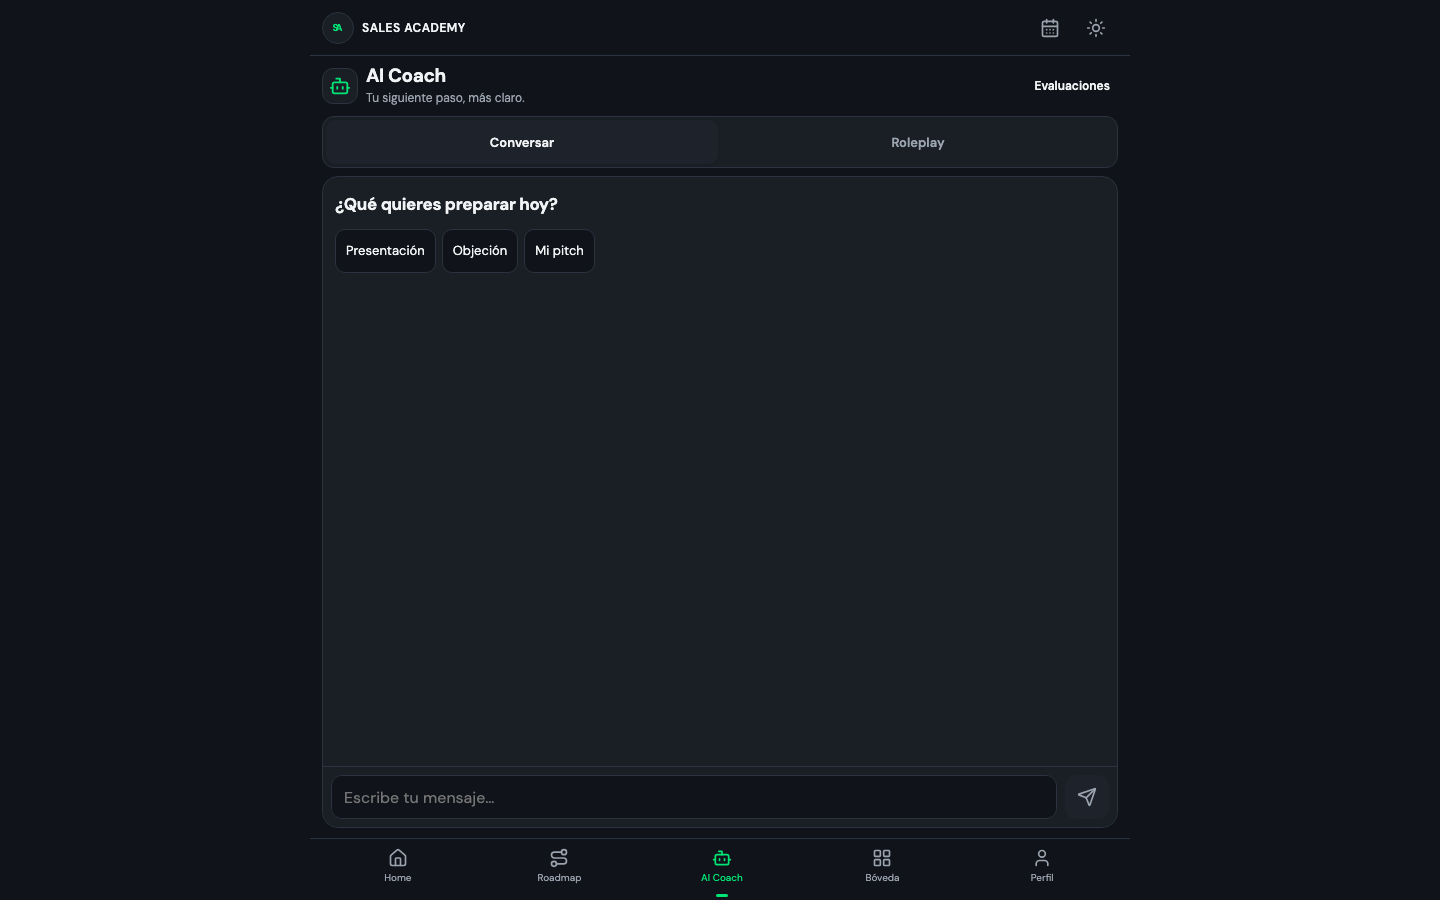 SA SALES ACADEMY
AI Coach
Tu siguiente paso, más claro.
Evaluaciones
Conversar
Roleplay
¿Qué quieres preparar hoy?
Presentación
Objeción
Mi pitch
Escribe tu mensaje...
Home
Roadmap
AI Coach
Bóveda
Perfil